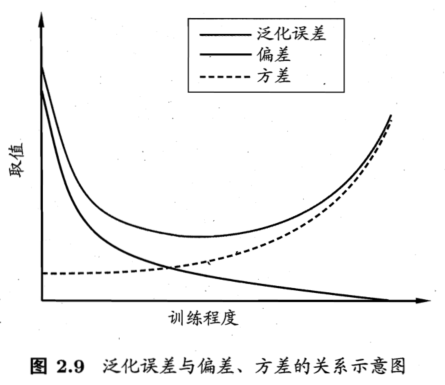 泛化误差
偏差
方差
取值
训练程度
图 2.9 泛化误差与偏差、方差的关系示意图